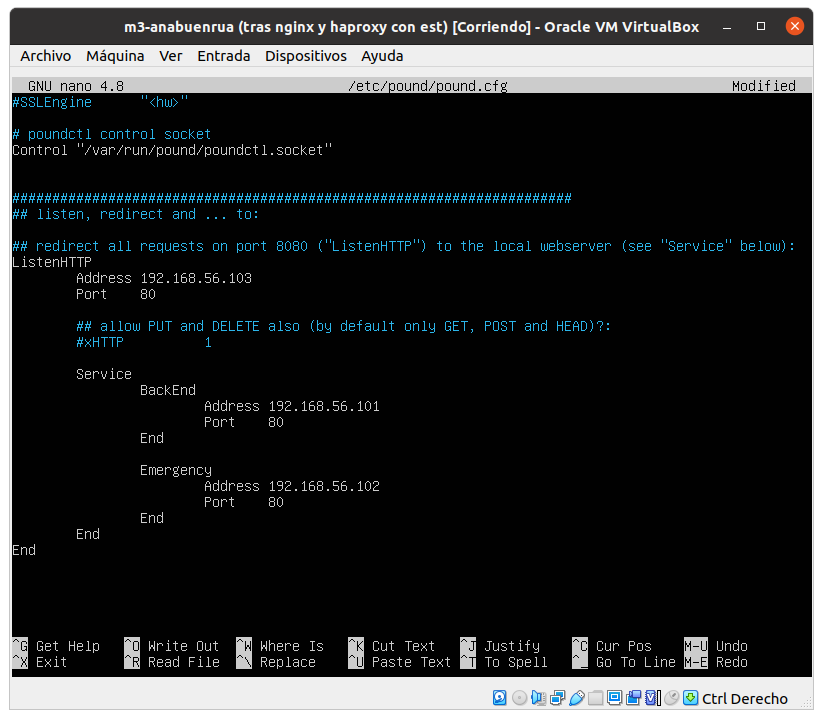 m3-anabuenrua (tras nginx y haproxy con est) [Corriendo] - Oracle VM VirtualBox
Archivo Máquina Ver Entrada Dispositivos Ayuda
GNU nano 4.8 /etc/pound/pound.cfg Modified
#SSLEngine "<hw>"
# poundctl control socket
Control "/var/run/pound/poundctl.socket"
######################################################################
## listen, redirect and ... to:
## redirect all requests on port 8080 ("ListenHTTP") to the local webserver (see "Service" below):
ListenHTTP
Address 192.168.56.103
Port 80
## allow PUT and DELETE also (by default only GET, POST and HEAD)?:
#xHTTP 1
Service
BackEnd
Address 192.168.56.101
Port 80
End
Emergency
Address 192.168.56.102
Port 80
End
End
End
^G Get Help ^O Write Out ^W Where Is ^K Cut Text ^J Justify ^C Cur Pos M-U Undo
^X Exit ^R Read File ^\ Replace ^U Paste Text ^T To Spell ^_ Go To Line M-E Redo
Ctrl Derecho